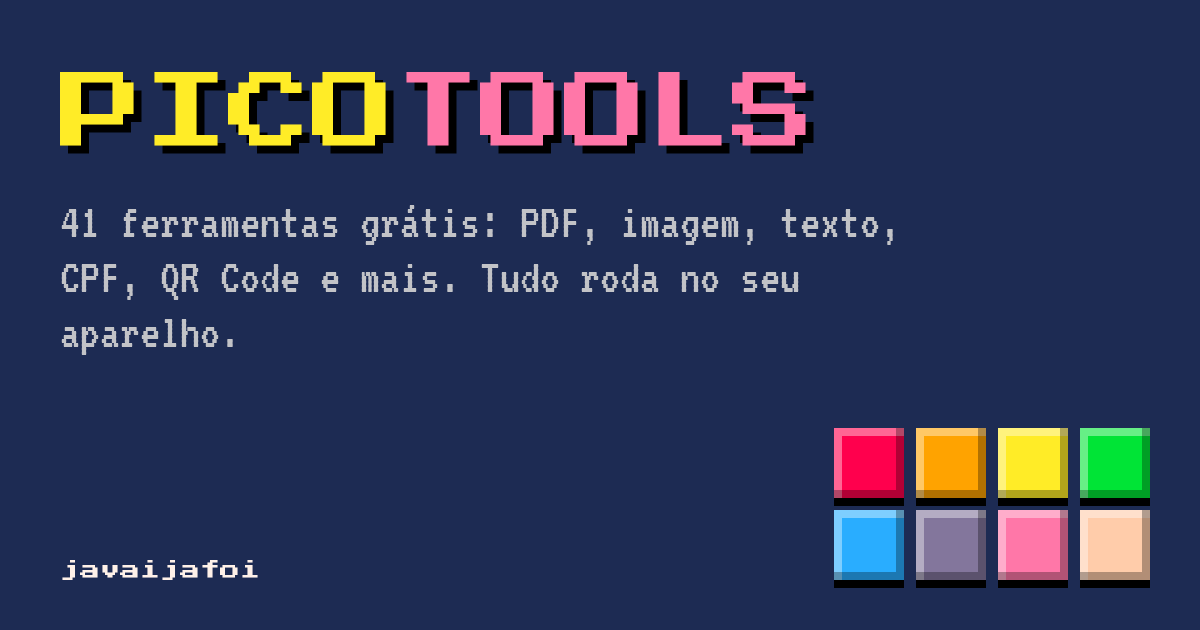 PICOTOOLS
41 ferramentas grátis: PDF, imagem, texto,
CPF, QR Code e mais. Tudo roda no seu
aparelho.
javaijafoi